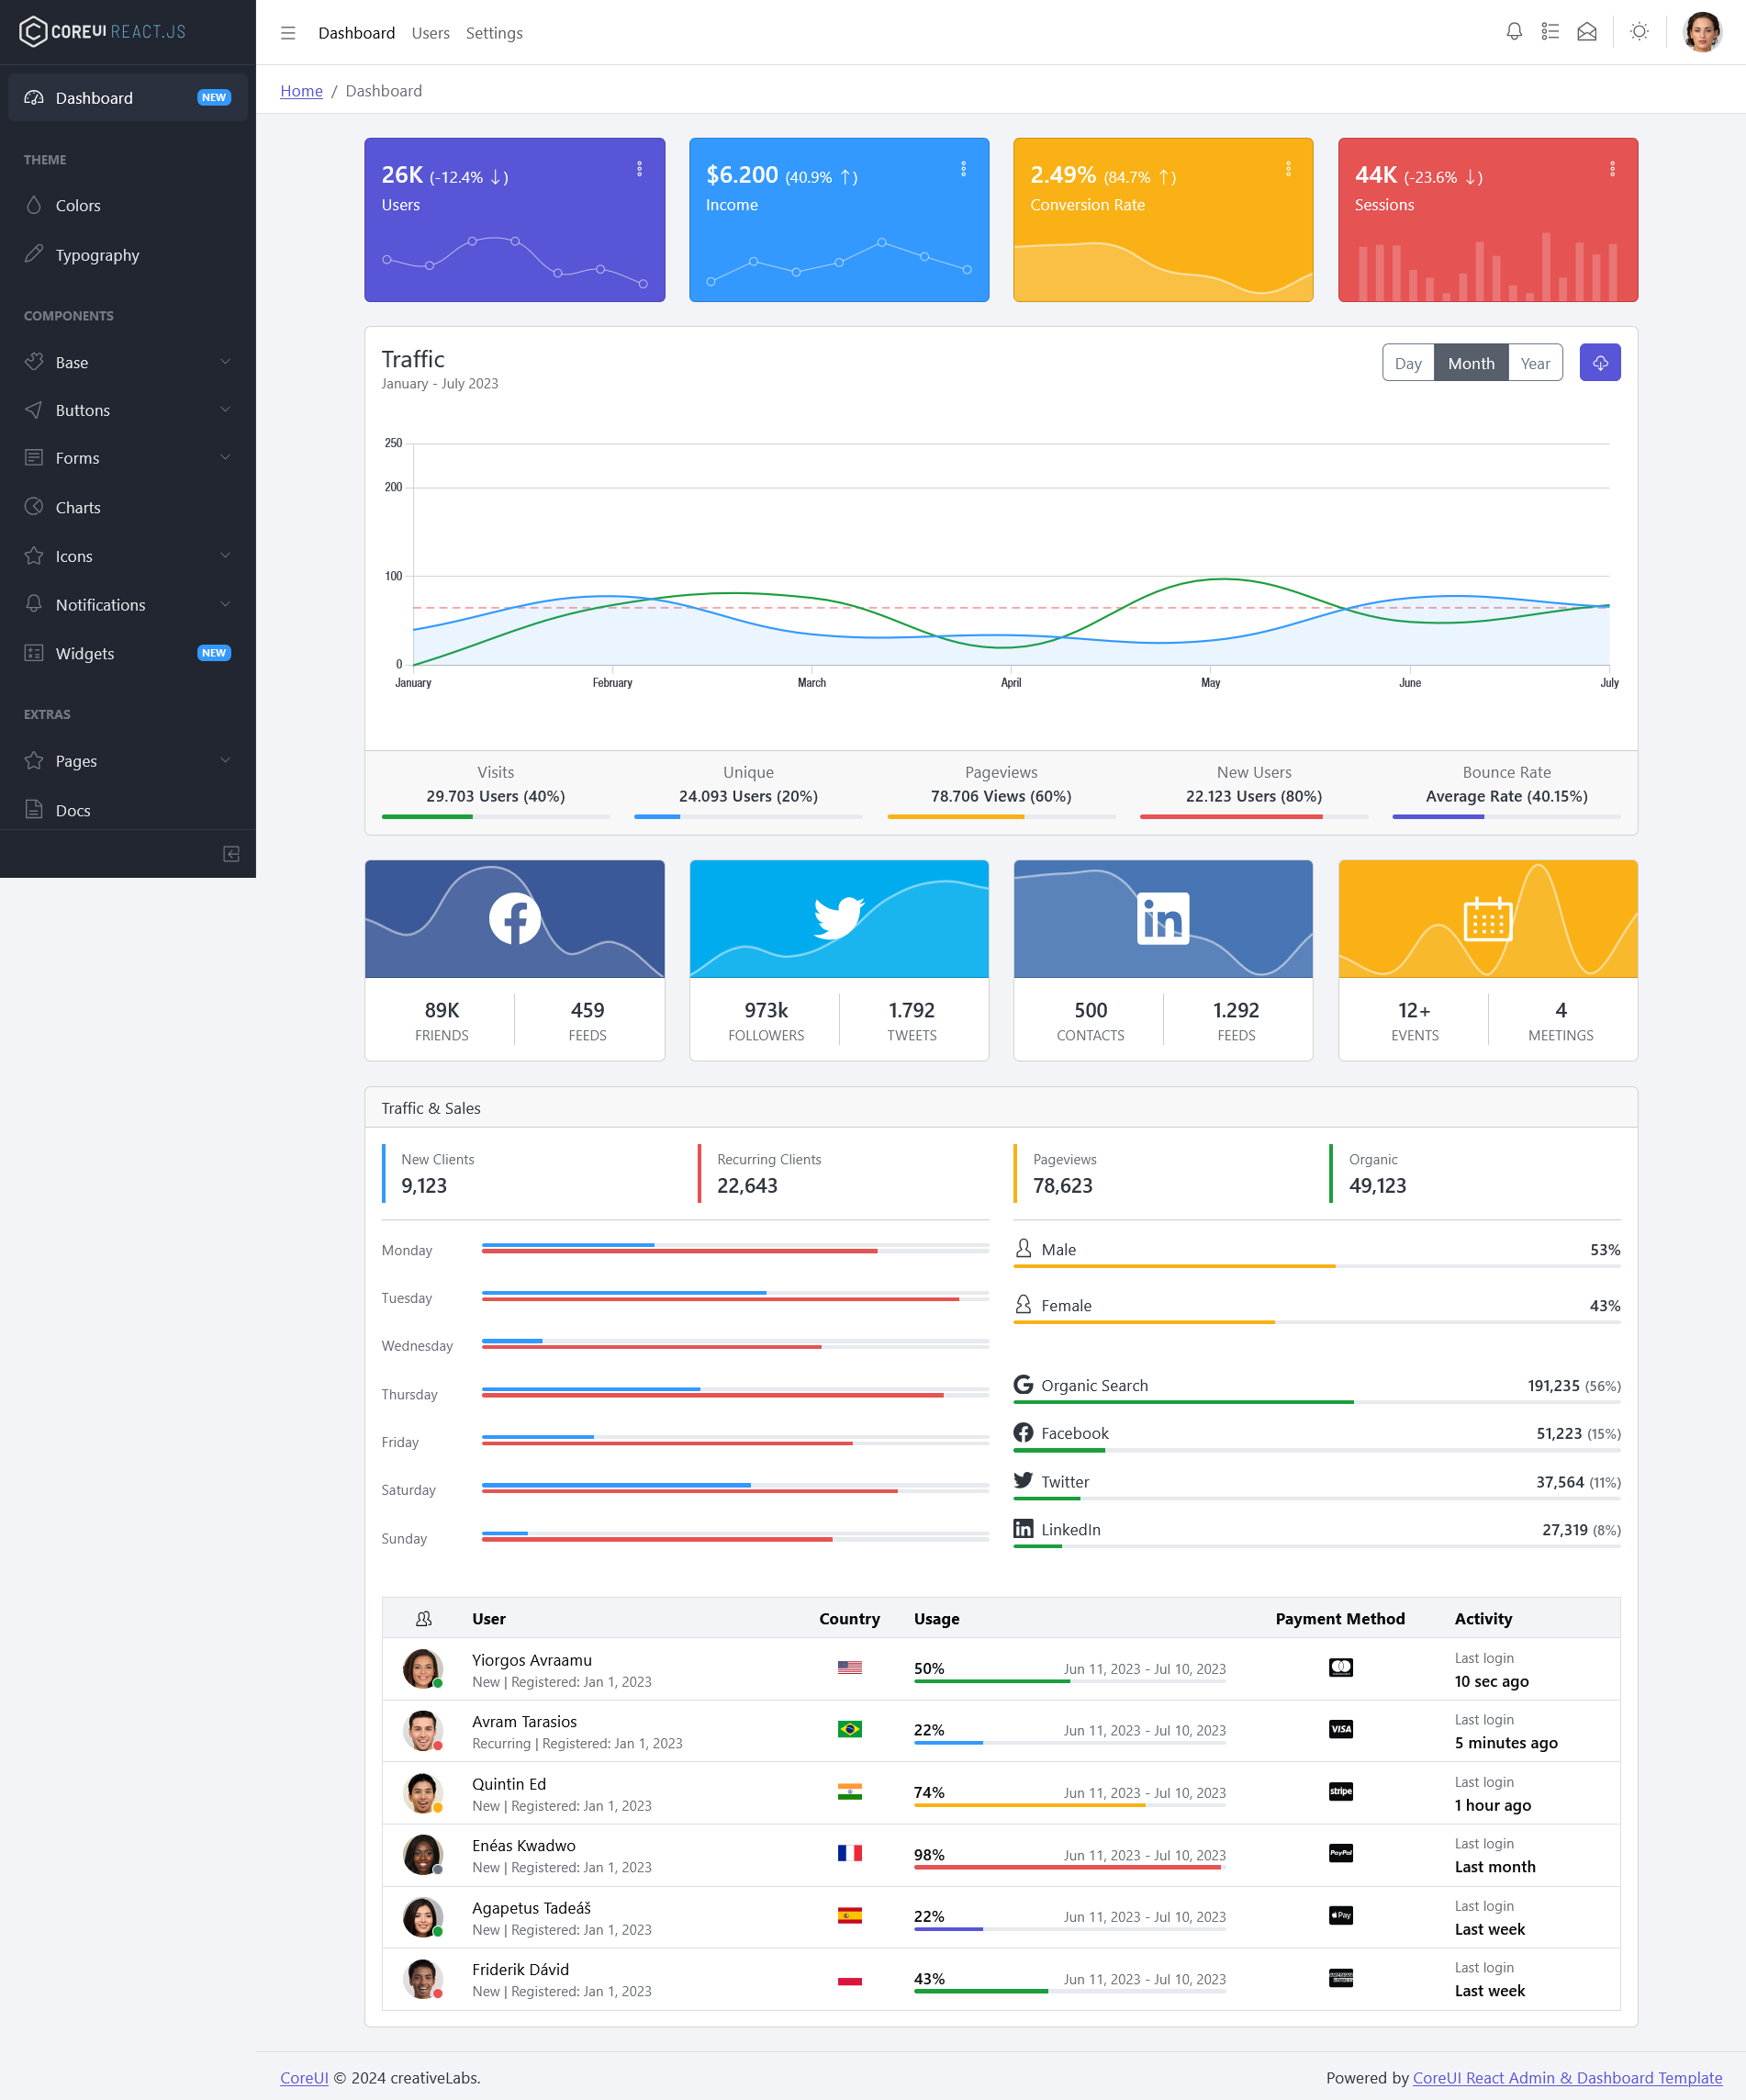 COREUI REACT.JS
Dashboard NEW
THEME
Colors
Typography
COMPONENTS
Base
Buttons
Forms
Charts
Icons
Notifications
Widgets NEW
EXTRAS
Pages
Docs
Dashboard Users Settings
Home / Dashboard
26K (-12.4% ↓)
Users
$6.200 (40.9% ↑)
Income
2.49% (84.7% ↑)
Conversion Rate
44K (-23.6% ↓)
Sessions
Traffic
January - July 2023
Day Month Year
250
200
100
0
January February March April May June July
Visits
29.703 Users (40%)
Unique
24.093 Users (20%)
Pageviews
78.706 Views (60%)
New Users
22.123 Users (80%)
Bounce Rate
Average Rate (40.15%)
89K
FRIENDS
459
FEEDS
973k
FOLLOWERS
1.792
TWEETS
500
CONTACTS
1.292
FEEDS
12+
EVENTS
4
MEETINGS
Traffic & Sales
New Clients
9,123
Recurring Clients
22,643
Pageviews
78,623
Organic
49,123
Monday
Tuesday
Wednesday
Thursday
Friday
Saturday
Sunday
Male 53%
Female 43%
Organic Search 191,235 (56%)
Facebook 51,223 (15%)
Twitter 37,564 (11%)
LinkedIn 27,319 (8%)
User Country Usage Payment Method Activity
Yiorgos Avraamu
New | Registered: Jan 1, 2023
50% Jun 11, 2023 - Jul 10, 2023
Last login
10 sec ago
Avram Tarasios
Recurring | Registered: Jan 1, 2023
22% Jun 11, 2023 - Jul 10, 2023
VISA
Last login
5 minutes ago
Quintin Ed
New | Registered: Jan 1, 2023
74% Jun 11, 2023 - Jul 10, 2023
stripe
Last login
1 hour ago
Enéas Kwadwo
New | Registered: Jan 1, 2023
98% Jun 11, 2023 - Jul 10, 2023
PayPal
Last login
Last month
Agapetus Tadeáš
New | Registered: Jan 1, 2023
22% Jun 11, 2023 - Jul 10, 2023
Pay
Last login
Last week
Friderik Dávid
New | Registered: Jan 1, 2023
43% Jun 11, 2023 - Jul 10, 2023
Last login
Last week
CoreUI © 2024 creativeLabs.
Powered by CoreUI React Admin & Dashboard Template